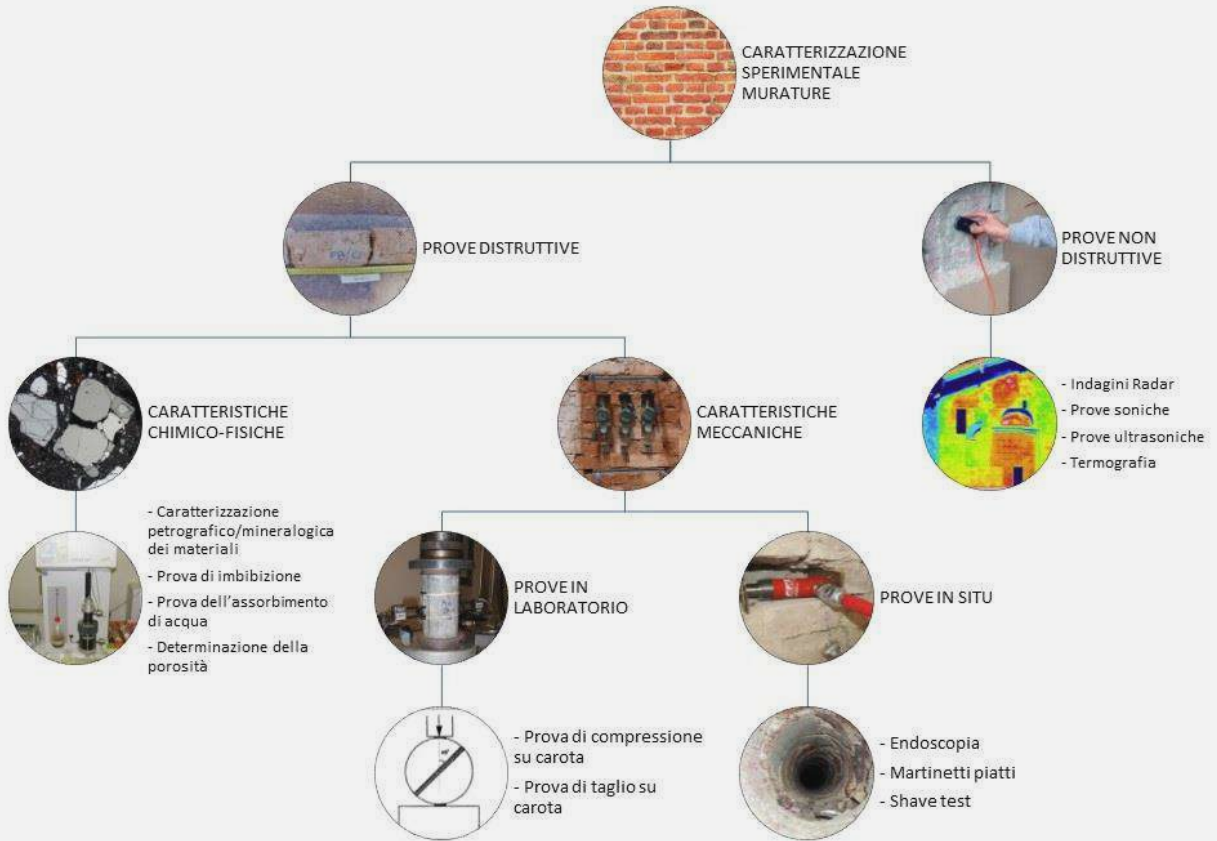 CARATTERIZZAZIONE
SPERIMENTALE
MURATURE
PROVE DISTRUTTIVE
PROVE NON
DISTRUTTIVE
CARATTERISTICHE
CHIMICO-FISICHE
CARATTERISTICHE
MECCANICHE
- Indagini Radar
- Prove soniche
- Prove ultrasoniche
- Termografia
- Caratterizzazione
petrografico/mineralogica
dei materiali
- Prova di imbibizione
- Prova dell'assorbimento
di acqua
- Determinazione della
porosità
PROVE IN
LABORATORIO
PROVE IN SITU
- Prova di compressione
su carota
- Prova di taglio su
carota
- Endoscopia
- Martinetti piatti
- Shave test